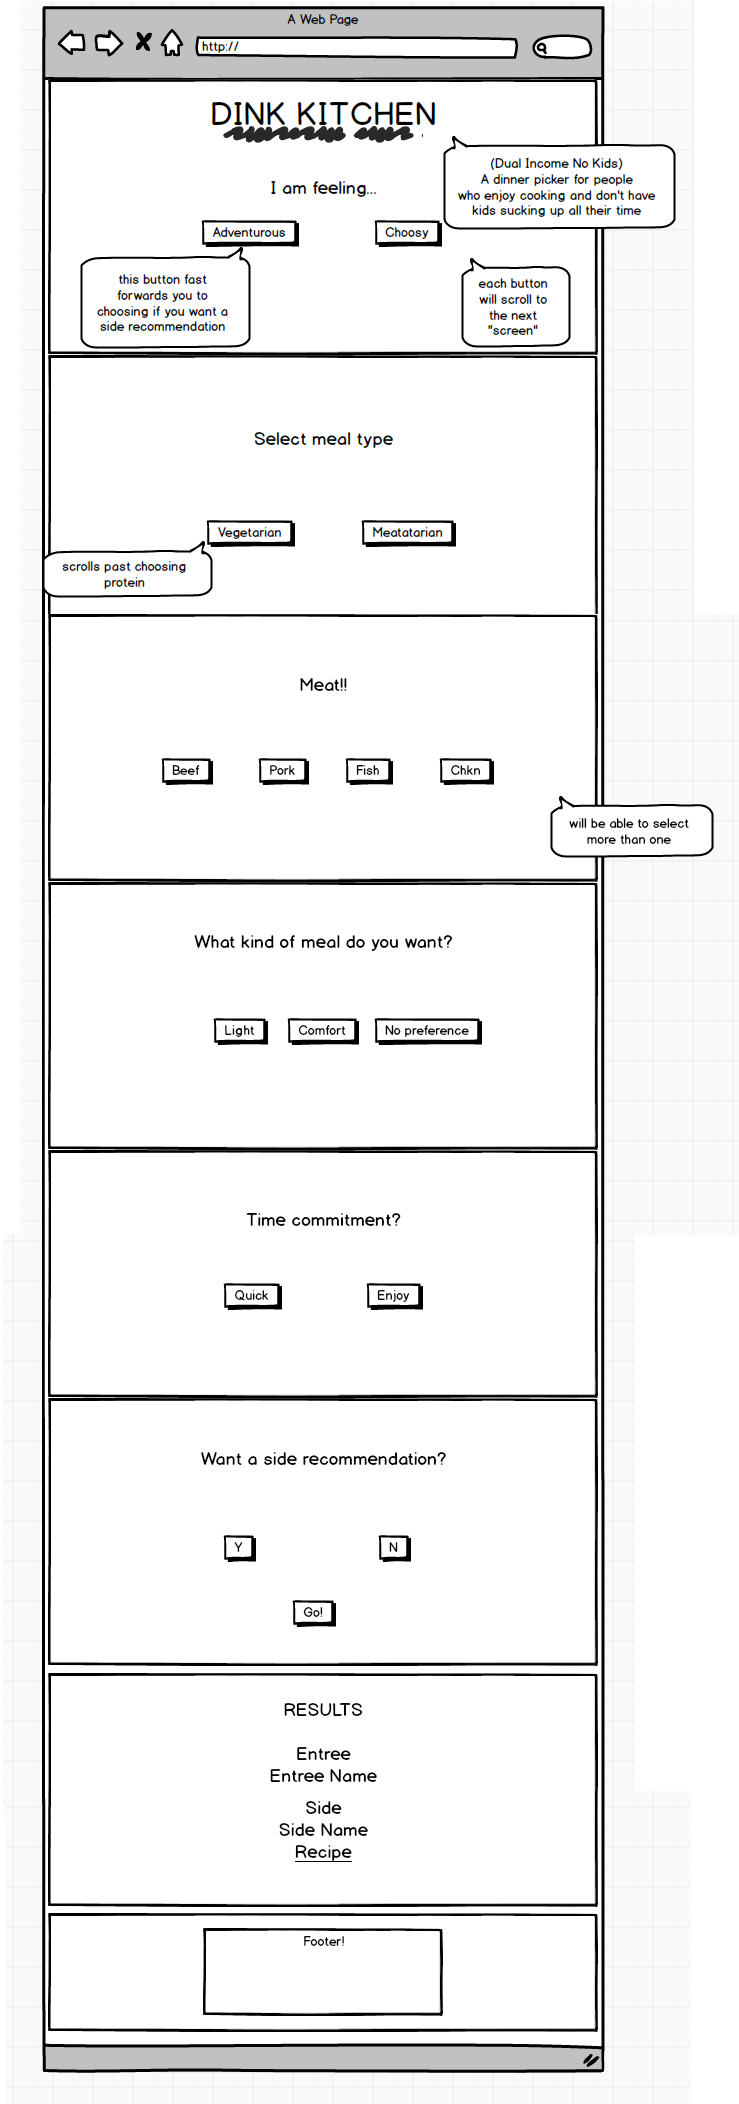 A Web Page
http://
DINK KITCHEN
(Dual Income No Kids)
A dinner picker for people
who enjoy cooking and don't have
kids sucking up all their time
I am feeling...
Adventurous
Choosy
this button fast
forwards you to
choosing if you want a
side recommendation
each button
will scroll to
the next
"screen"
Select meal type
Vegetarian
Meatatarian
scrolls past choosing
protein
Meat!!
Beef
Pork
Fish
Chkn
will be able to select
more than one
What kind of meal do you want?
Light
Comfort
No preference
Time commitment?
Quick
Enjoy
Want a side recommendation?
Y
N
Go!
RESULTS
Entree
Entree Name
Side
Side Name
Recipe
Footer!